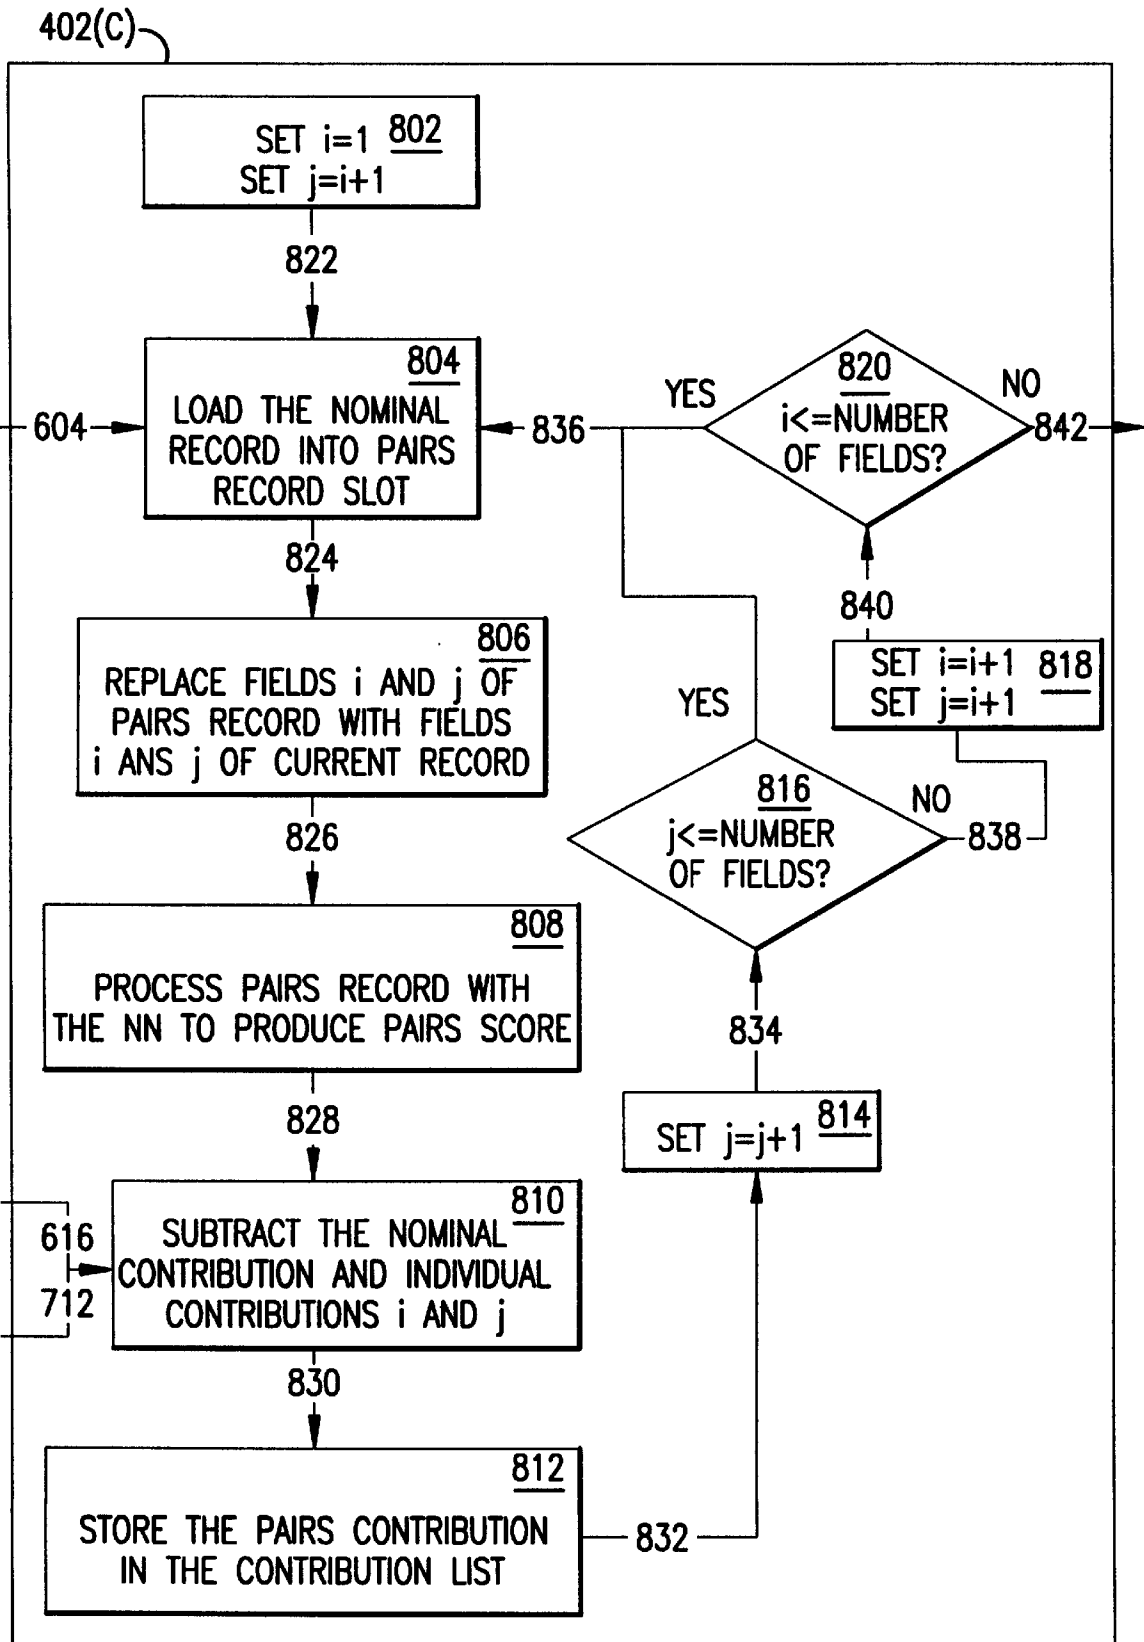 402(C)
SET i=1 802
SET j=i+1
822
804
LOAD THE NOMINAL
RECORD INTO PAIRS
RECORD SLOT
604
836
YES
820
i<=NUMBER
OF FIELDS?
NO
842
824
806
REPLACE FIELDS i AND j OF
PAIRS RECORD WITH FIELDS
i ANS j OF CURRENT RECORD
840
SET i=i+1 818
SET j=i+1
YES
816
j<=NUMBER
OF FIELDS?
NO
838
826
808
PROCESS PAIRS RECORD WITH
THE NN TO PRODUCE PAIRS SCORE
834
828
SET j=j+1 814
810
SUBTRACT THE NOMINAL
CONTRIBUTION AND INDIVIDUAL
CONTRIBUTIONS i AND j
616
712
830
812
STORE THE PAIRS CONTRIBUTION
IN THE CONTRIBUTION LIST
832